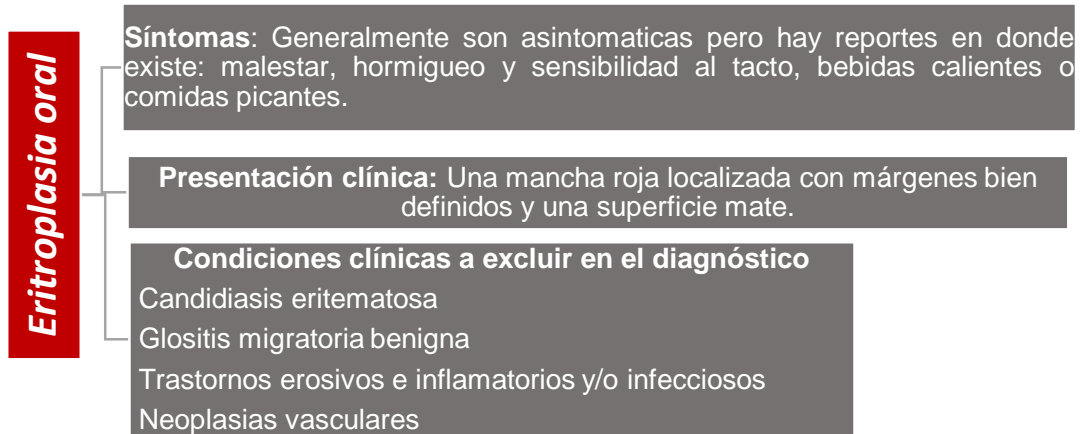 Eritroplasia oral
Síntomas: Generalmente son asintomaticas pero hay reportes en donde
existe: malestar, hormigueo y sensibilidad al tacto, bebidas calientes o
comidas picantes.
Presentación clínica: Una mancha roja localizada con márgenes bien
definidos y una superficie mate.
Condiciones clínicas a excluir en el diagnóstico
Candidiasis eritematosa
Glositis migratoria benigna
Trastornos erosivos e inflamatorios y/o infecciosos
Neoplasias vasculares